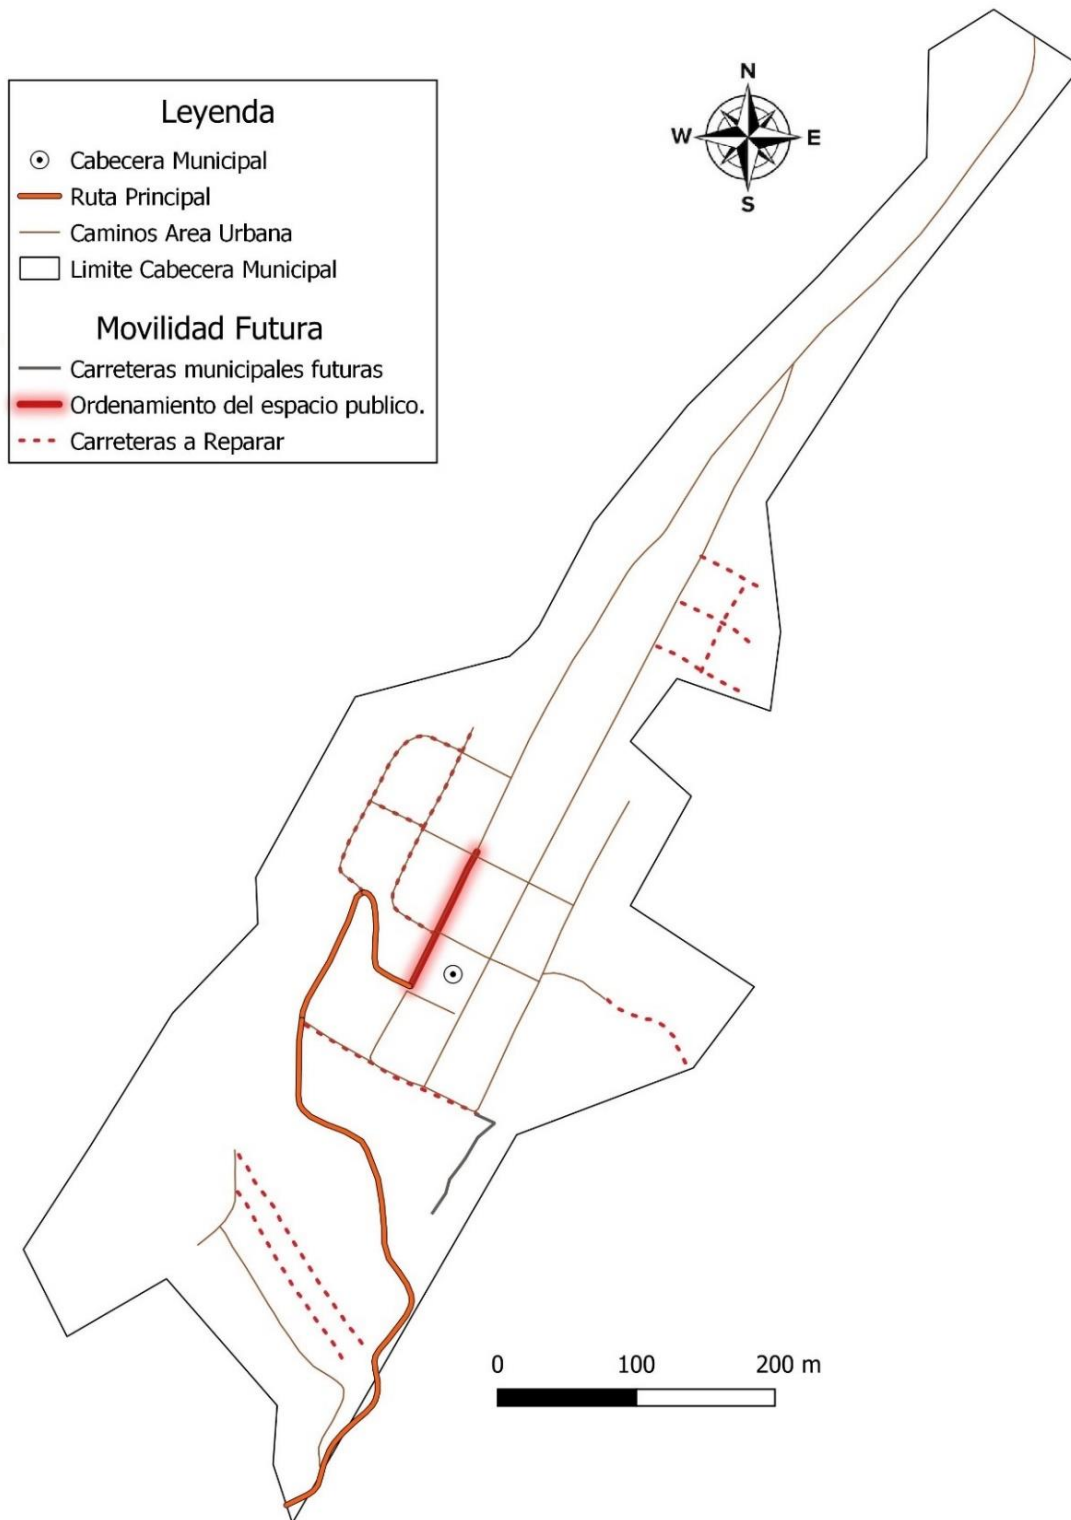 N
W E
S
Leyenda
Cabecera Municipal
Ruta Principal
Caminos Area Urbana
Limite Cabecera Municipal
Movilidad Futura
Carreteras municipales futuras
Ordenamiento del espacio publico.
Carreteras a Reparar
0 100 200 m